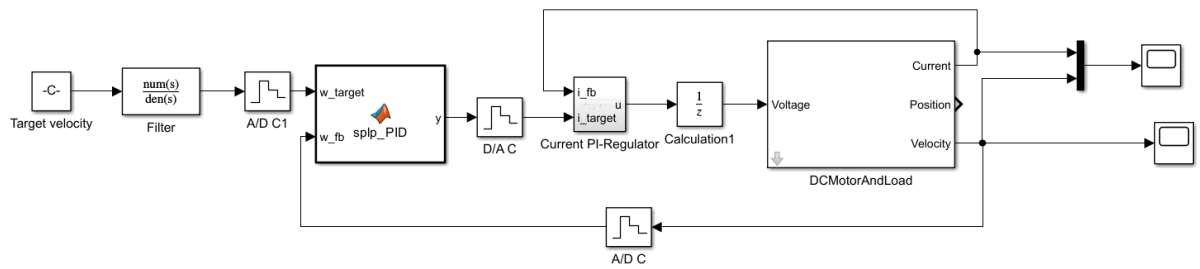 -C-
Target velocity
num(s)
den(s)
Filter
A/D C1
w_target
w_fb
splp_PID
y
D/A C
i_fb
i_target
u
Current PI-Regulator
1
z
Calculation1
Voltage
Current
Position
Velocity
DCMotorAndLoad
A/D C